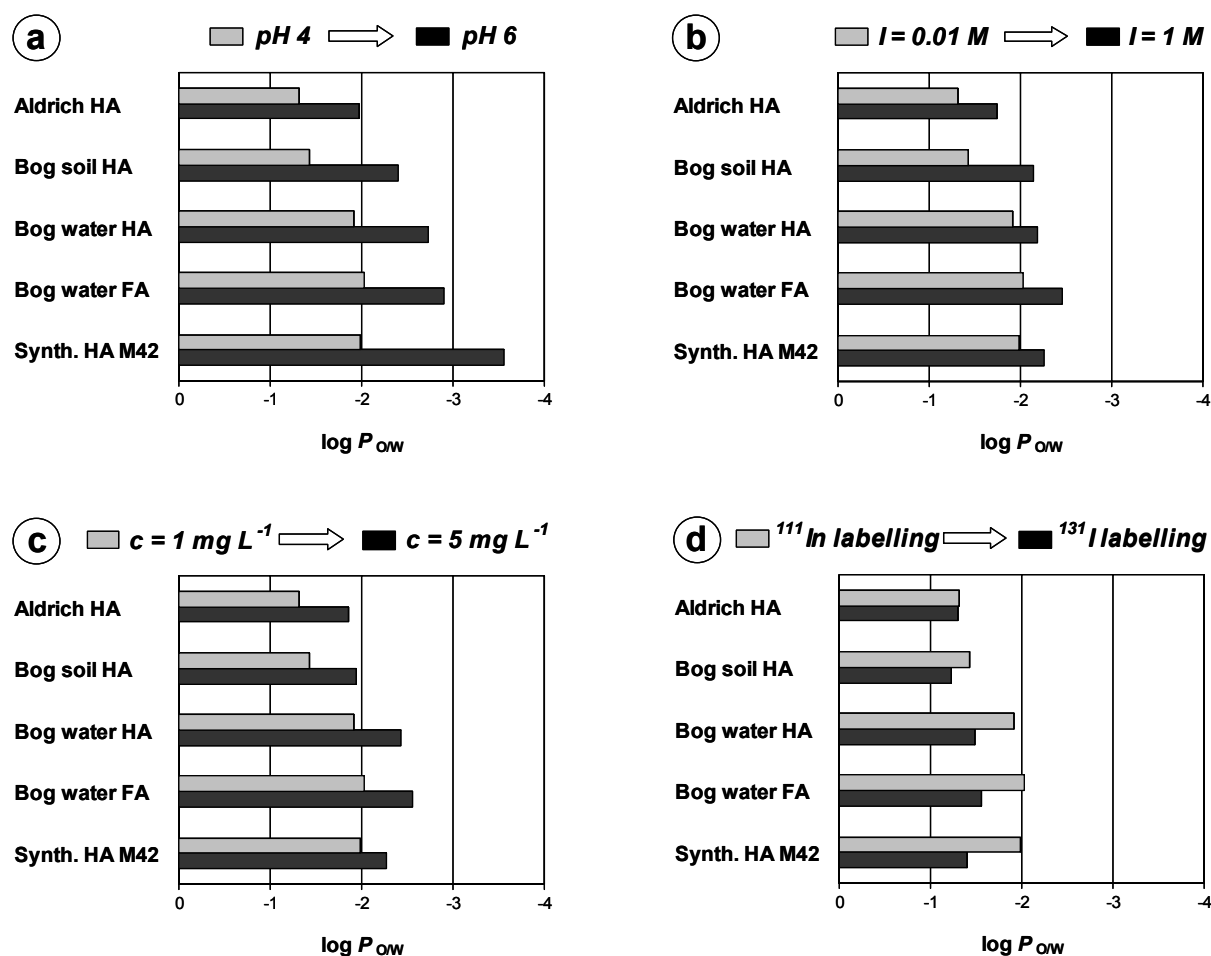 a
pH 4 pH 6
Aldrich HA
Bog soil HA
Bog water HA
Bog water FA
Synth. HA M42
0 -1 -2 -3 -4
log P O/W
b
I = 0.01 M I = 1 M
Aldrich HA
Bog soil HA
Bog water HA
Bog water FA
Synth. HA M42
0 -1 -2 -3 -4
log P O/W
c
c = 1 mg L⁻¹ c = 5 mg L⁻¹
Aldrich HA
Bog soil HA
Bog water HA
Bog water FA
Synth. HA M42
0 -1 -2 -3 -4
log P O/W
d
¹¹¹In labelling ¹³¹I labelling
Aldrich HA
Bog soil HA
Bog water HA
Bog water FA
Synth. HA M42
0 -1 -2 -3 -4
log P O/W